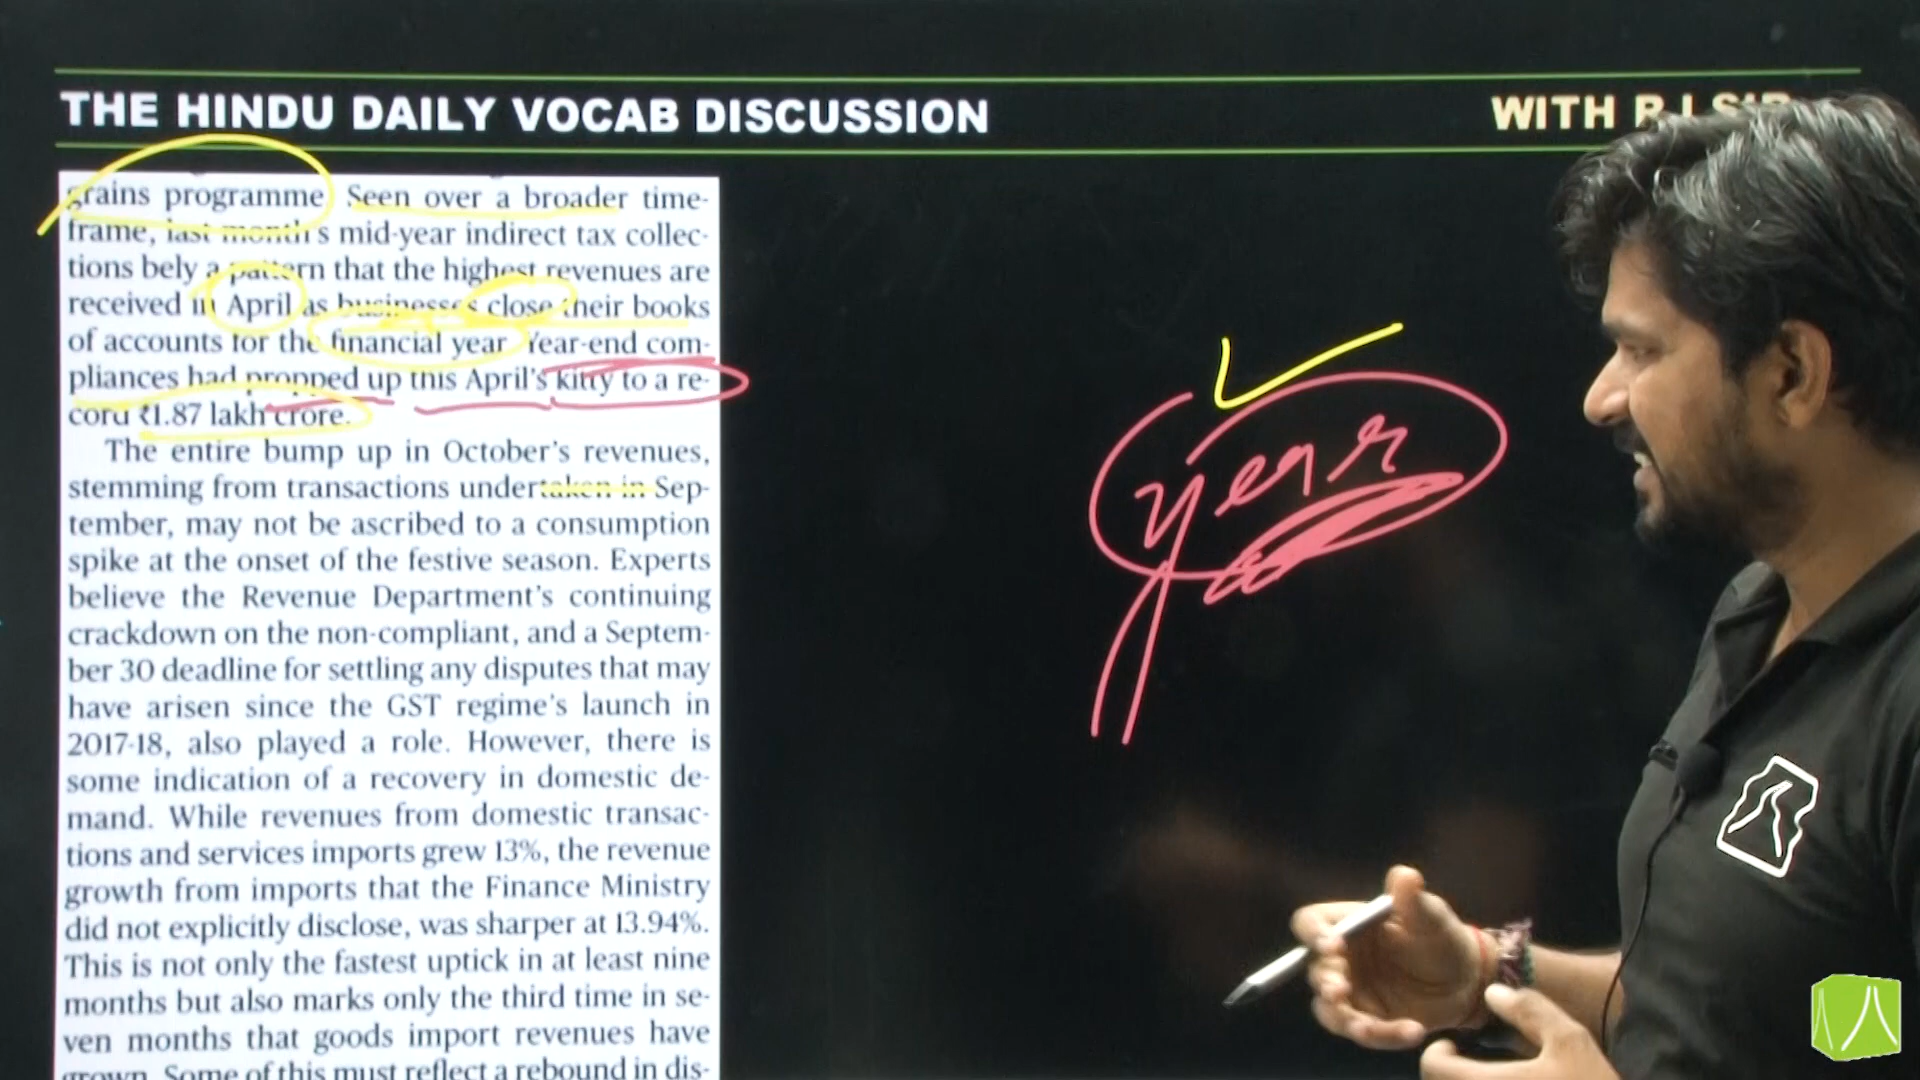 THE HINDU DAILY VOCAB DISCUSSION
WITH
grains programme Seen over a broader time-
frame, last month's mid-year indirect tax collec-
tions bely a pattern that the highest revenues are
received in April as businesses close their books
of accounts for the financial year Year-end com-
pliances had propped up this April's kitty to a re-
cord ₹1.87 lakh crore.
The entire bump up in October's revenues,
stemming from transactions undertaken in Sep-
tember, may not be ascribed to a consumption
spike at the onset of the festive season. Experts
believe the Revenue Department's continuing
crackdown on the non-compliant, and a Septem-
ber 30 deadline for settling any disputes that may
have arisen since the GST regime's launch in
2017-18, also played a role. However, there is
some indication of a recovery in domestic de-
mand. While revenues from domestic transac-
tions and services imports grew 13%, the revenue
growth from imports that the Finance Ministry
did not explicitly disclose, was sharper at 13.94%.
This is not only the fastest uptick in at least nine
months but also marks only the third time in se-
ven months that goods import revenues have
grown. Some of this must reflect a rebound in dis-
year